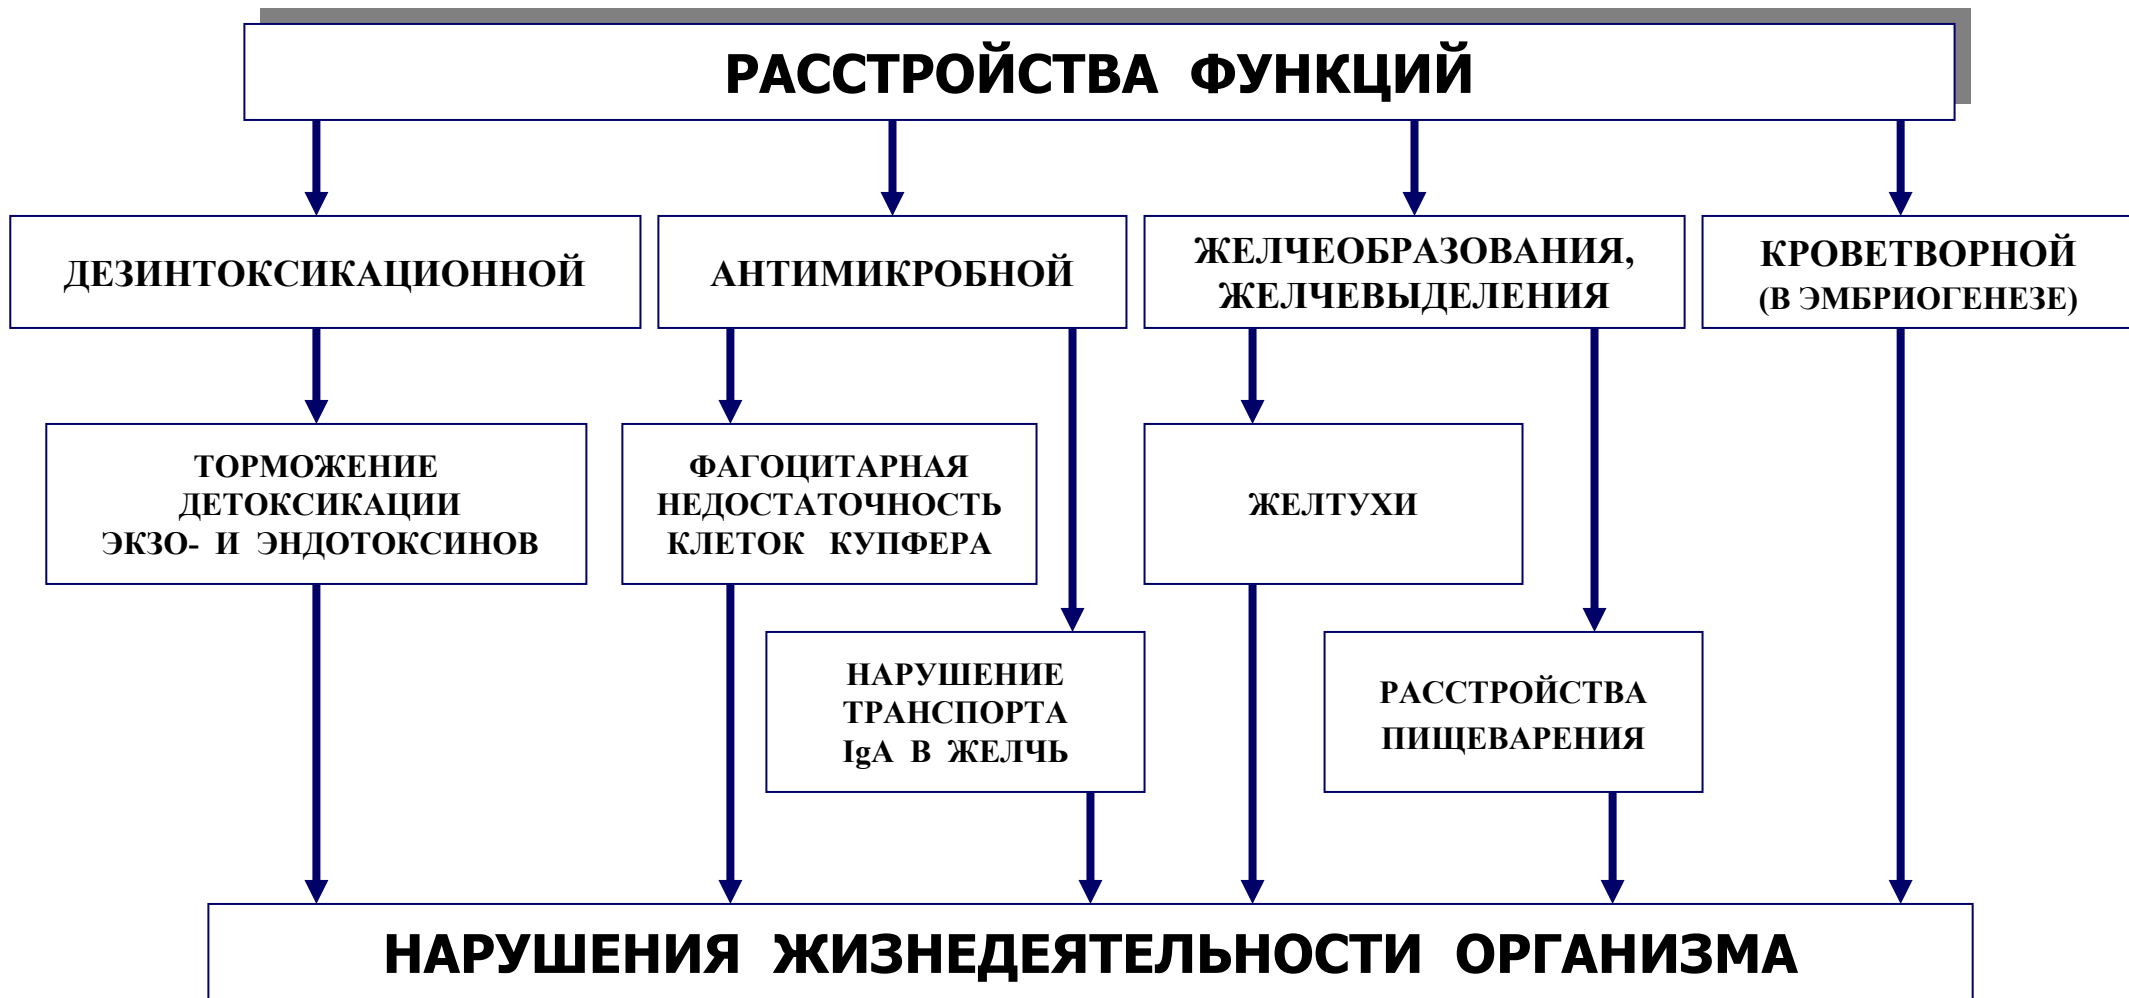 РАССТРОЙСТВА ФУНКЦИЙ
ДЕЗИНТОКСИКАЦИОННОЙ
АНТИМИКРОБНОЙ
ЖЕЛЧЕОБРАЗОВАНИЯ,
ЖЕЛЧЕВЫДЕЛЕНИЯ
КРОВЕТВОРНОЙ
(В ЭМБРИОГЕНЕЗЕ)
ТОРМОЖЕНИЕ
ДЕТОКСИКАЦИИ
ЭКЗО- И ЭНДОТОКСИНОВ
ФАГОЦИТАРНАЯ
НЕДОСТАТОЧНОСТЬ
КЛЕТОК КУПФЕРА
ЖЕЛТУХИ
НАРУШЕНИЕ
ТРАНСПОРТА
IgA В ЖЕЛЧЬ
РАССТРОЙСТВА
ПИЩЕВАРЕНИЯ
НАРУШЕНИЯ ЖИЗНЕДЕЯТЕЛЬНОСТИ ОРГАНИЗМА